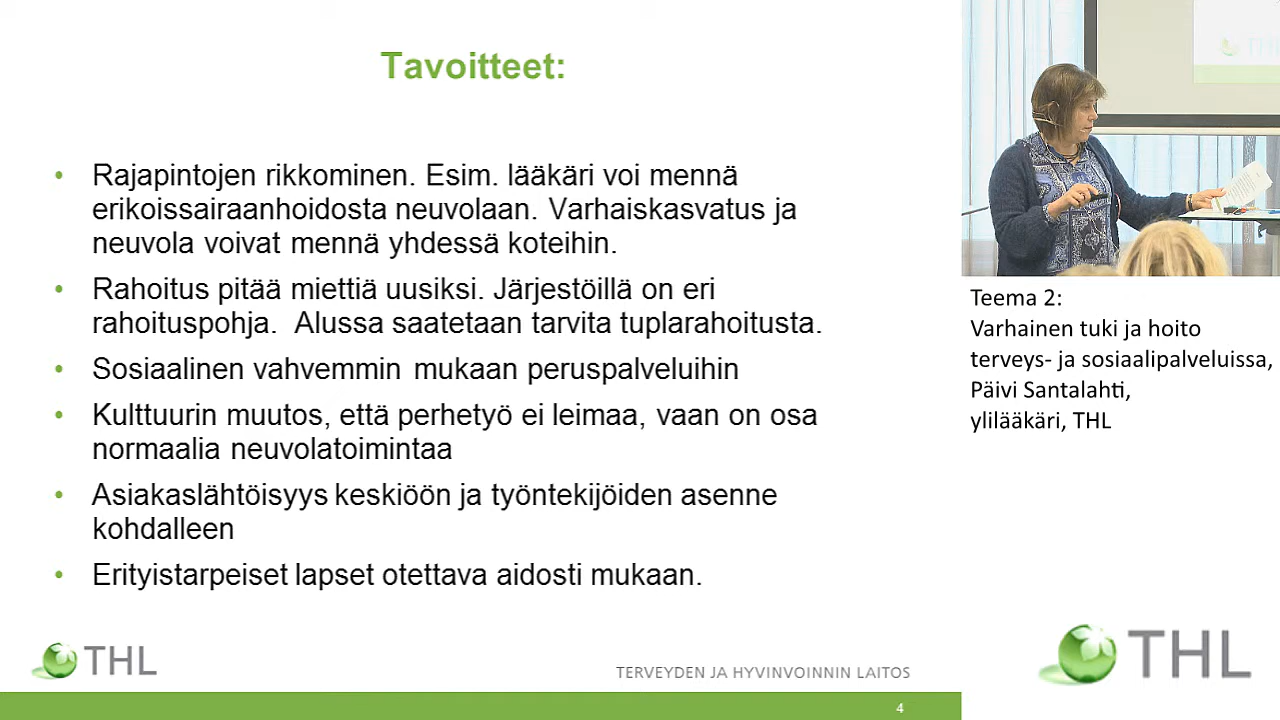 Tavoitteet:
• Rajapintojen rikkominen. Esim. lääkäri voi mennä
erikoissairaanhoidosta neuvolaan. Varhaiskasvatus ja
neuvola voivat mennä yhdessä koteihin.
• Rahoitus pitää miettiä uusiksi. Järjestöillä on eri
rahoituspohja. Alussa saatetaan tarvita tuplarahoitusta.
• Sosiaalinen vahvemmin mukaan peruspalveluihin
• Kulttuurin muutos, että perhetyö ei leimaa, vaan on osa
normaalia neuvolatoimintaa
• Asiakaslähtöisyys keskiöön ja työntekijöiden asenne
kohdalleen
• Erityistarpeiset lapset otettava aidosti mukaan.
THL
TERVEYDEN JA HYVINVOINNIN LAITOS
4
Teema 2:
Varhainen tuki ja hoito
terveys- ja sosiaalipalveluissa,
Päivi Santalahti,
ylilääkäri, THL
THL